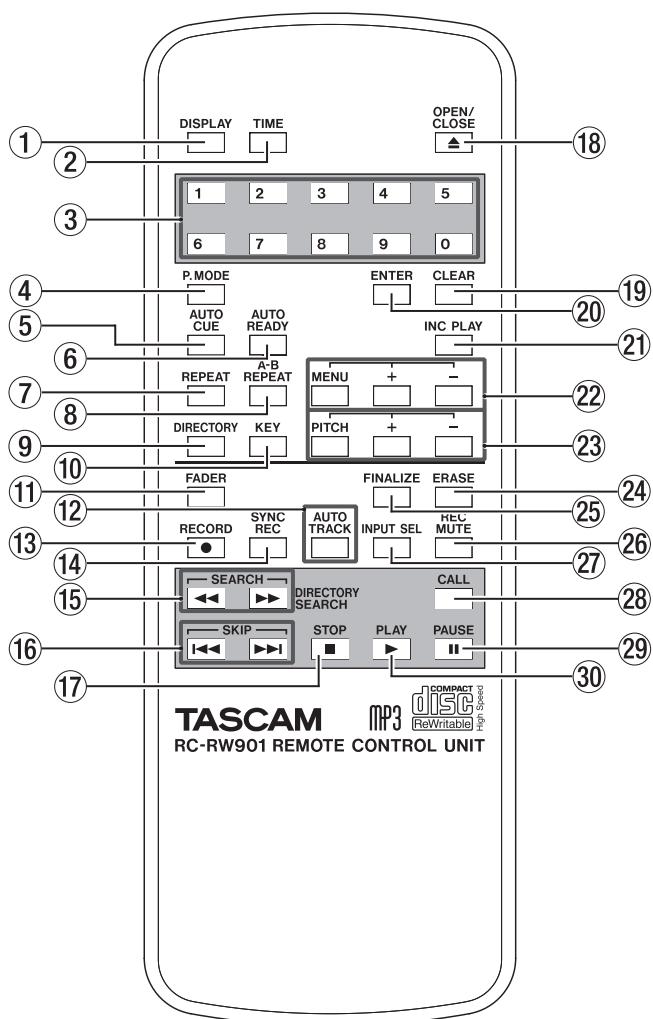 OPEN/
DISPLAY TIME CLOSE
1 18
2
1 2 3 4 5
3
6 7 8 9 0
P.MODE ENTER CLEAR
4 19
20
AUTO AUTO
CUE READY INC PLAY
5 21
6
A-B
REPEAT REPEAT MENU + −
7 22
8
DIRECTORY KEY PITCH + −
9 23
10
FADER FINALIZE ERASE
11 24
12 25
SYNC AUTO REC
RECORD REC TRACK INPUT SEL MUTE
13 26
14 27
SEARCH CALL
15 DIRECTORY 28
SEARCH
SKIP STOP PLAY PAUSE
16 29
17 30
TASCAM MP3 COMPACT disc ReWritable High Speed
RC-RW901 REMOTE CONTROL UNIT